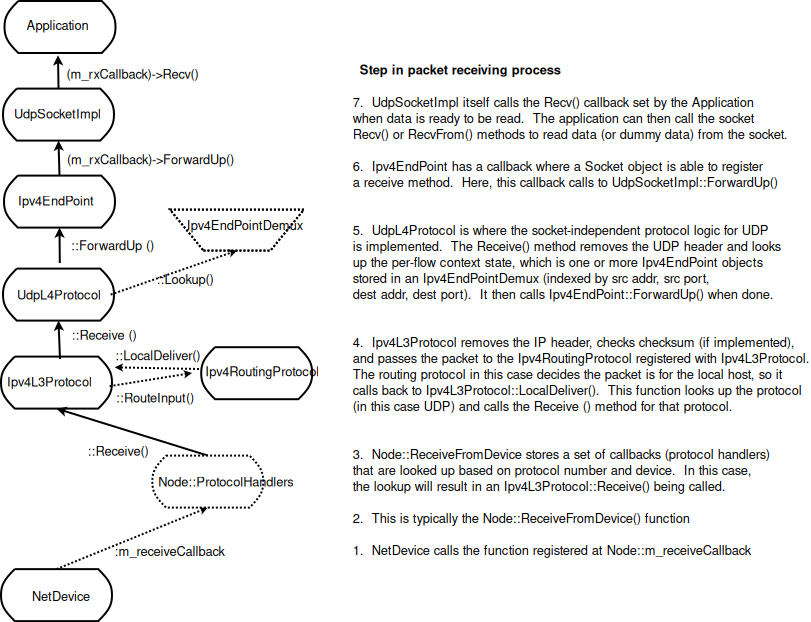 Application
(m_rxCallback)->Recv()
UdpSocketImpl
(m_rxCallback)->ForwardUp()
Ipv4EndPoint
Ipv4EndPointDemux
::ForwardUp ()
::Lookup()
UdpL4Protocol
::Receive ()
::LocalDeliver()
Ipv4L3Protocol
Ipv4RoutingProtocol
::RouteInput()
::Receive()
Node::ProtocolHandlers
:m_receiveCallback
NetDevice
Step in packet receiving process
7. UdpSocketImpl itself calls the Recv() callback set by the Application
when data is ready to be read. The application can then call the socket
Recv() or RecvFrom() methods to read data (or dummy data) from the socket.
6. Ipv4EndPoint has a callback where a Socket object is able to register
a receive method. Here, this callback calls to UdpSocketImpl::ForwardUp()
5. UdpL4Protocol is where the socket-independent protocol logic for UDP
is implemented. The Receive() method removes the UDP header and looks
up the per-flow context state, which is one or more Ipv4EndPoint objects
stored in an Ipv4EndPointDemux (indexed by src addr, src port,
dest addr, dest port). It then calls Ipv4EndPoint::ForwardUp() when done.
4. Ipv4L3Protocol removes the IP header, checks checksum (if implemented),
and passes the packet to the Ipv4RoutingProtocol registered with Ipv4L3Protocol.
The routing protocol in this case decides the packet is for the local host, so it
calls back to Ipv4L3Protocol::LocalDeliver(). This function looks up the protocol
(in this case UDP) and calls the Receive () method for that protocol.
3. Node::ReceiveFromDevice stores a set of callbacks (protocol handlers)
that are looked up based on protocol number and device. In this case,
the lookup will result in an Ipv4L3Protocol::Receive() being called.
2. This is typically the Node::ReceiveFromDevice() function
1. NetDevice calls the function registered at Node::m_receiveCallback